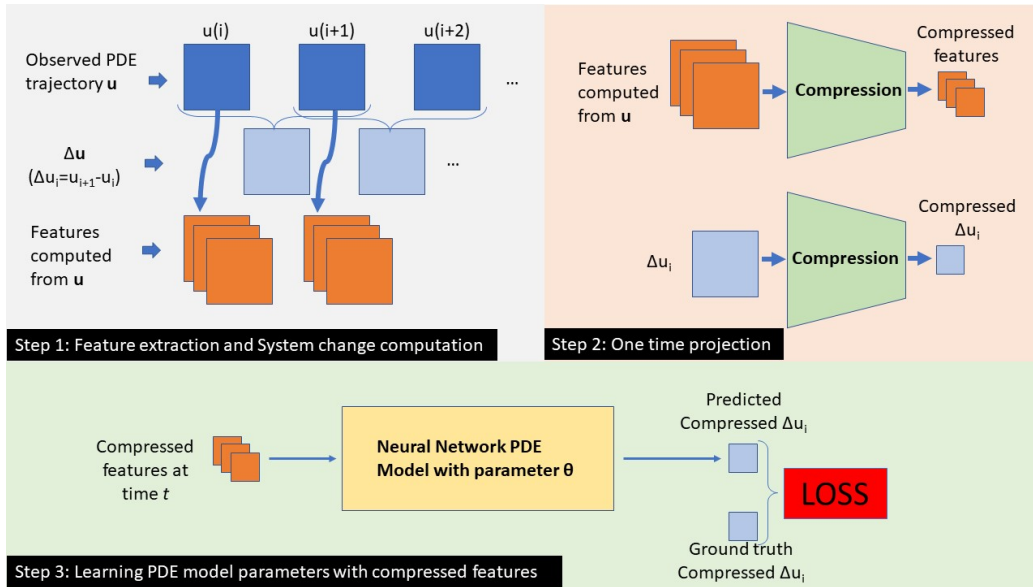 u(i)
u(i+1)
u(i+2)
Observed PDE
trajectory u
...
Δu
(Δuᵢ=uᵢ₊₁-uᵢ)
...
Features
computed
from u
Step 1: Feature extraction and System change computation
Features
computed
from u
Compression
Compressed
features
Δuᵢ
Compression
Compressed
Δuᵢ
Step 2: One time projection
Compressed
features at
time t
Neural Network PDE
Model with parameter θ
Predicted
Compressed Δuᵢ
LOSS
Ground truth
Compressed Δuᵢ
Step 3: Learning PDE model parameters with compressed features